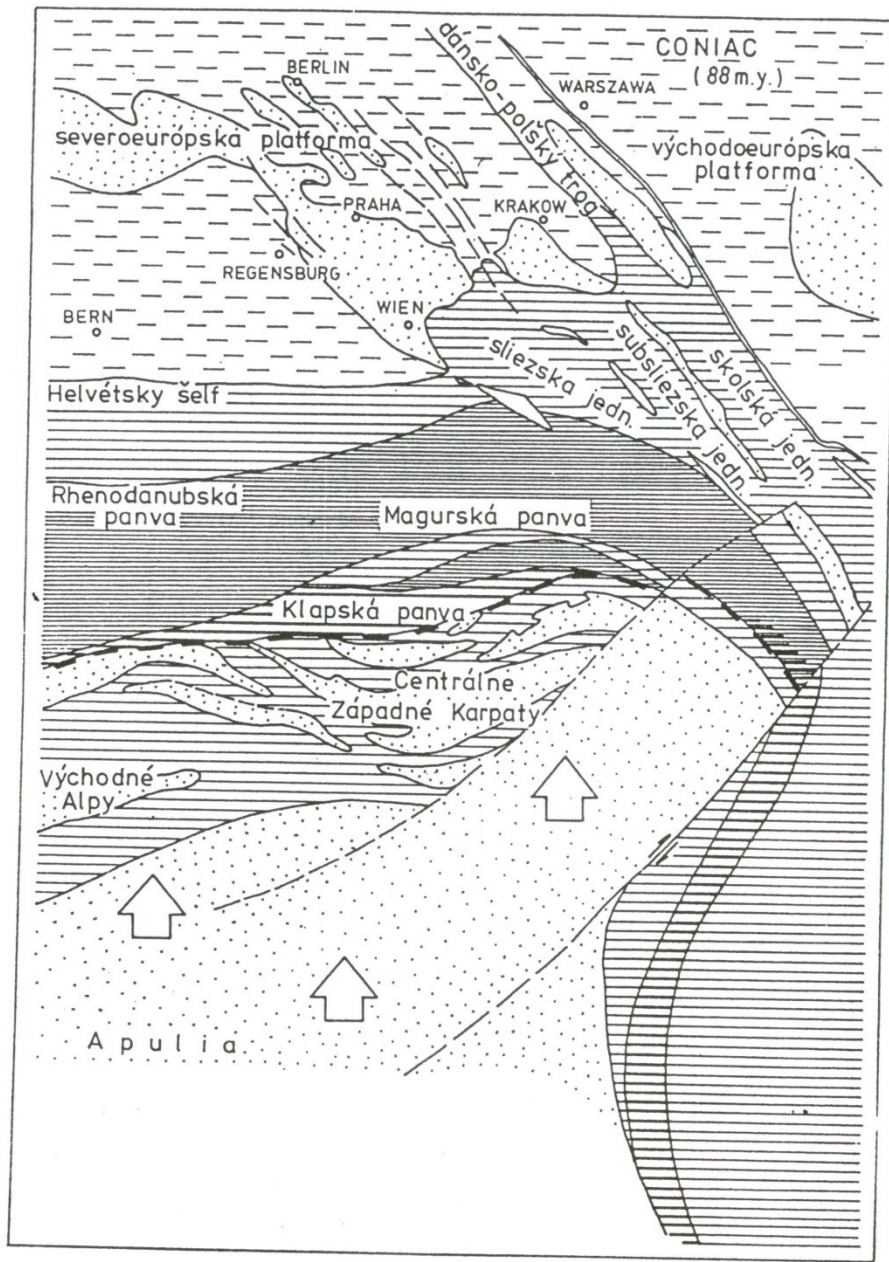 CONIAC
(88 m.y.)
BERLIN
WARSZAWA
dánsko-poľský trog
severoeurópska platforma
východoeurópska
platforma
PRAHA
KRAKOW
REGENSBURG
WIEN
BERN
sliezska jedn.
subsliezska jedn.
skolská jedn.
Helvétsky šelf
Rhenodanubská
panva
Magurská panva
Klapská panva
Centrálne
Západné Karpaty
Východné
Alpy
Apulia